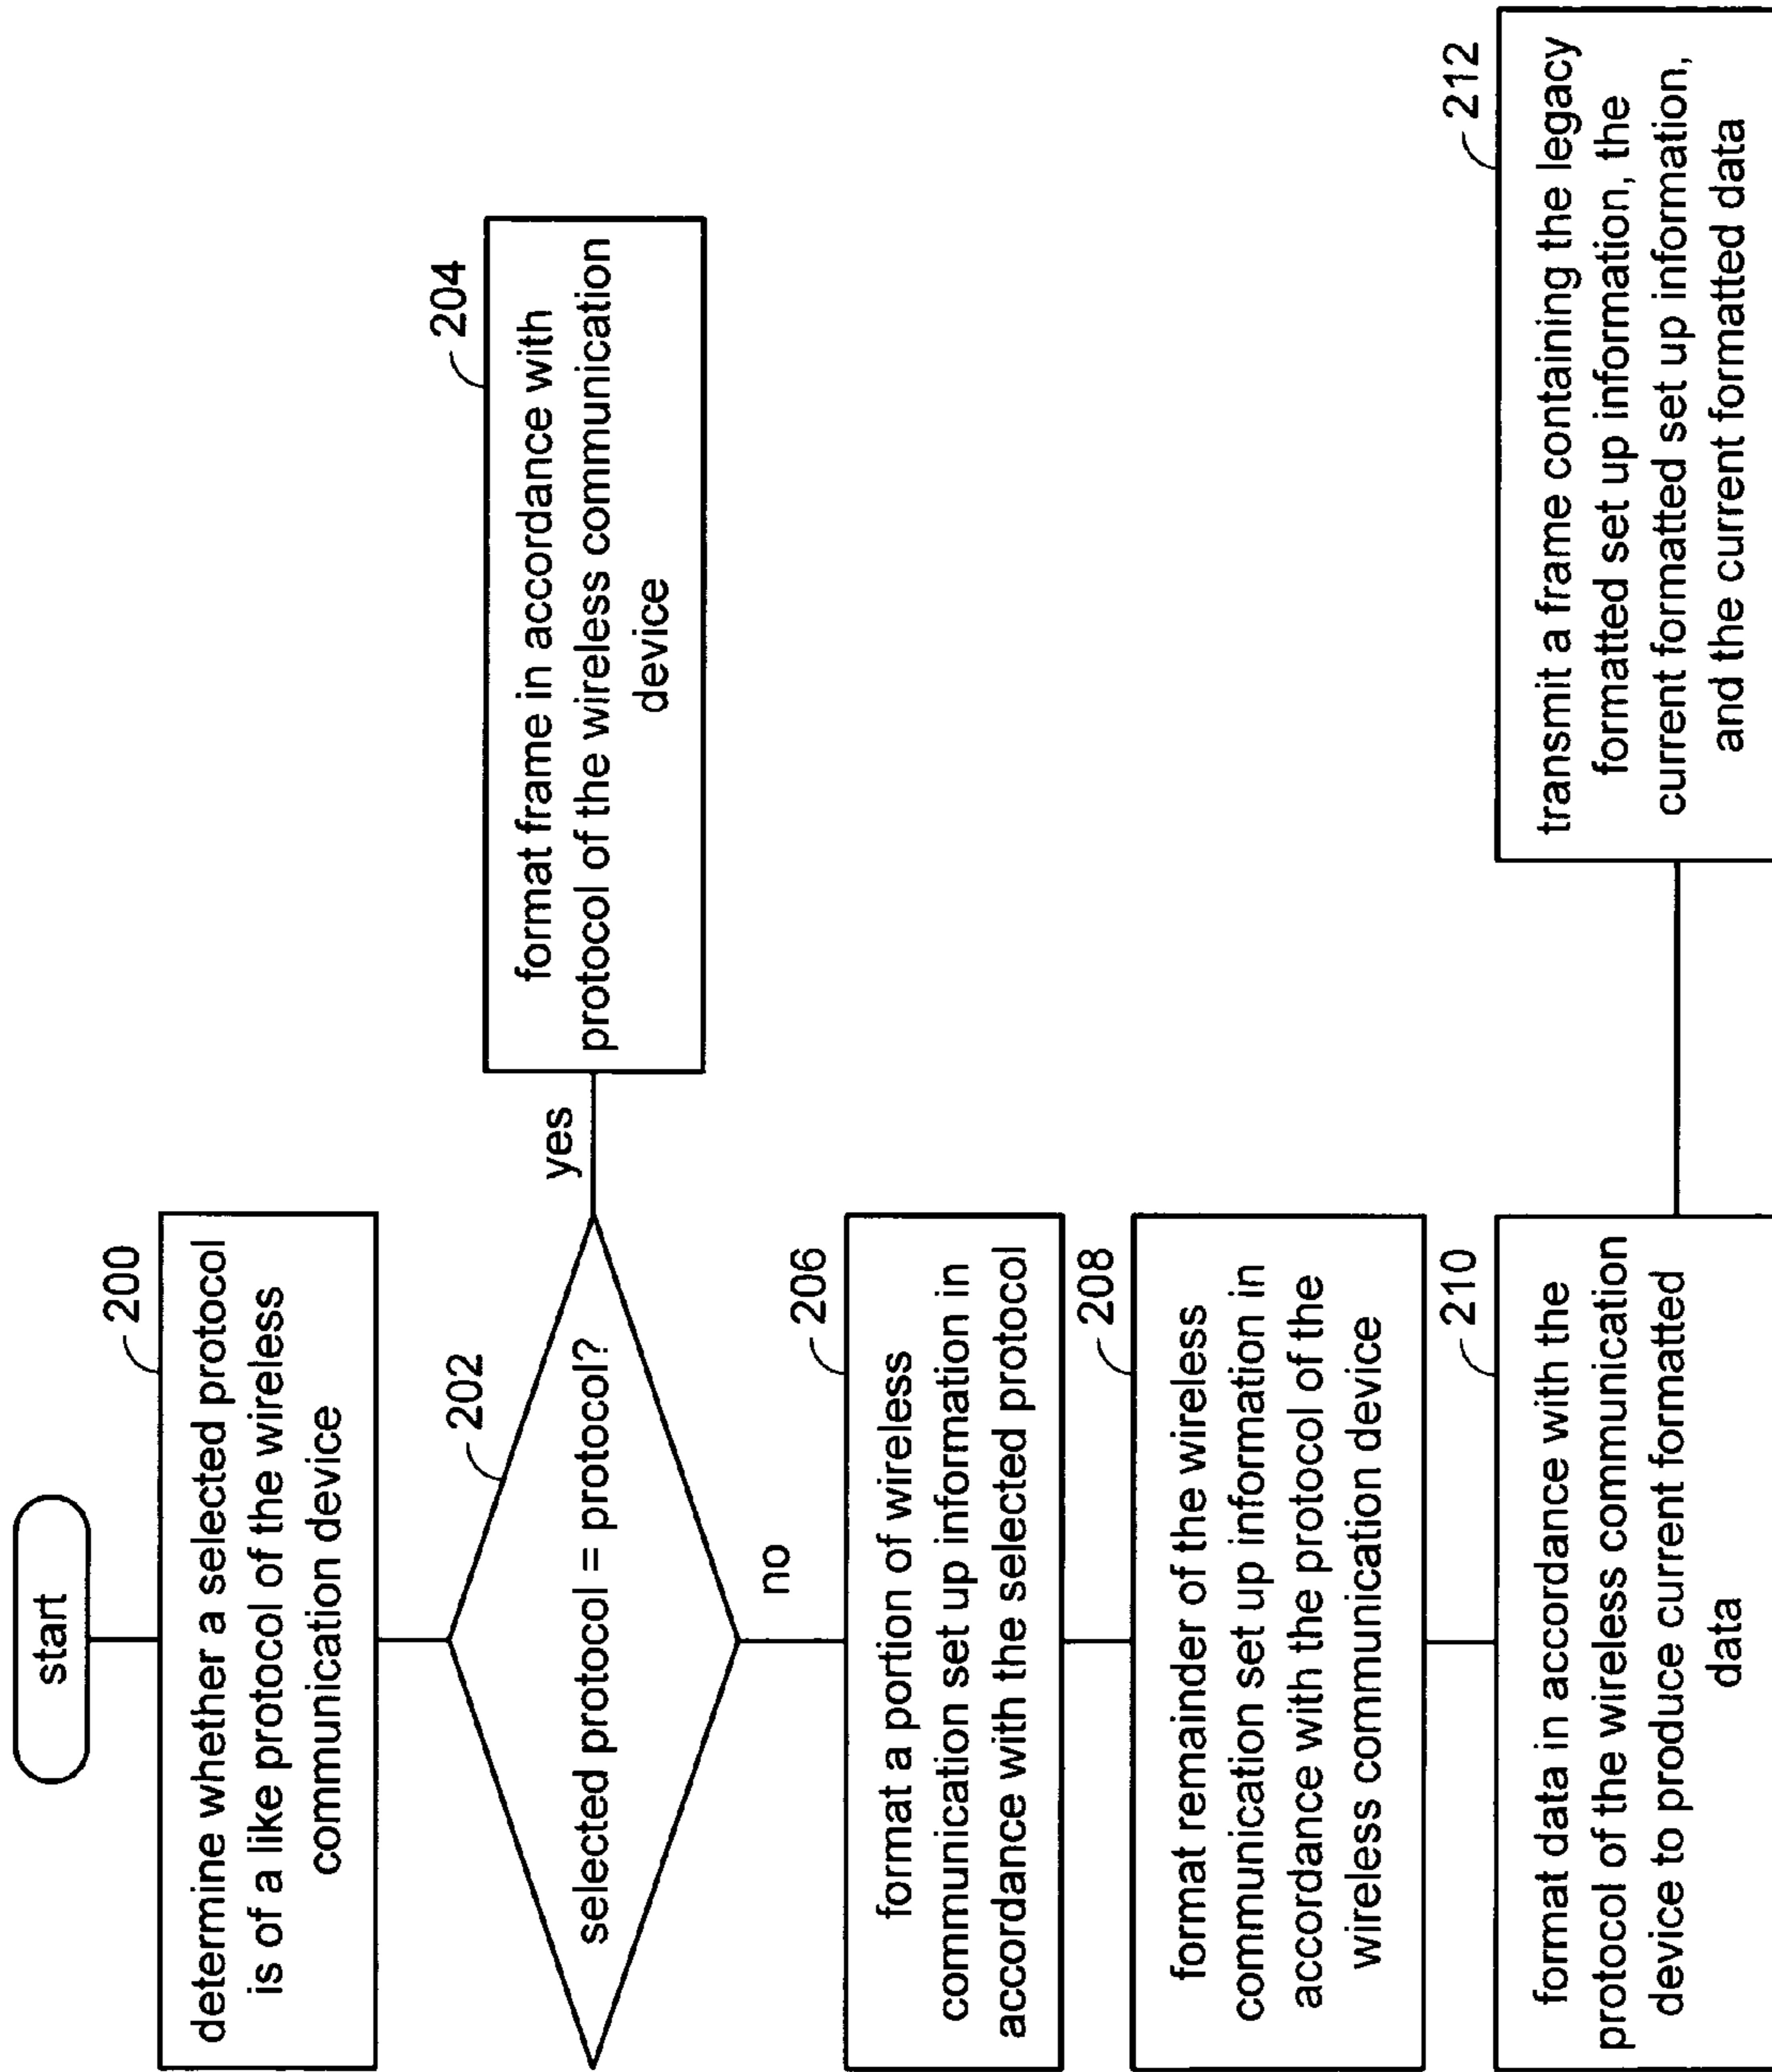 start
200
determine whether a selected protocol
is of a like protocol of the wireless
communication device
202
selected protocol = protocol?
yes
204
format frame in accordance with
protocol of the wireless communication
device
no
206
format a portion of wireless
communication set up information in
accordance with the selected protocol
208
format remainder of the wireless
communication set up information in
accordance with the protocol of the
wireless communication device
210
format data in accordance with the
protocol of the wireless communication
device to produce current formatted
data
212
transmit a frame containing the legacy
formatted set up information, the
current formatted set up information,
and the current formatted data